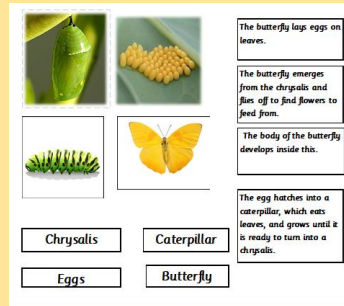 The butterfly lays eggs on
leaves.
The butterfly emerges
from the chrysalis and
flies off to find flowers to
feed from.
The body of the butterfly
develops inside this.
The egg hatches into a
caterpillar, which eats
leaves, and grows until it
is ready to turn into a
chrysalis.
Chrysalis
Caterpillar
Eggs
Butterfly